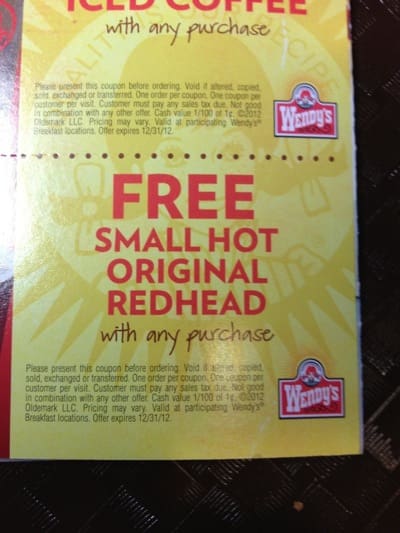 ICED COFFEE
with any purchase
Please present this coupon before ordering. Void if altered, copied,
sold, exchanged or transferred. One order per coupon. One coupon per
customer per visit. Customer must pay any sales tax due. Not good
in combination with any other offer. Cash value 1/100 of 1¢. ©2012
Oldemark LLC. Pricing may vary. Valid at participating Wendy's®
Breakfast locations. Offer expires 12/31/12.
WENDY'S
FREE
SMALL HOT
ORIGINAL
REDHEAD
with any purchase
Please present this coupon before ordering. Void if altered, copied,
sold, exchanged or transferred. One order per coupon. One coupon per
customer per visit. Customer must pay any sales tax due. Not good
in combination with any other offer. Cash value 1/100 of 1¢. ©2012
Oldemark LLC. Pricing may vary. Valid at participating Wendy's®
Breakfast locations. Offer expires 12/31/12.
WENDY'S